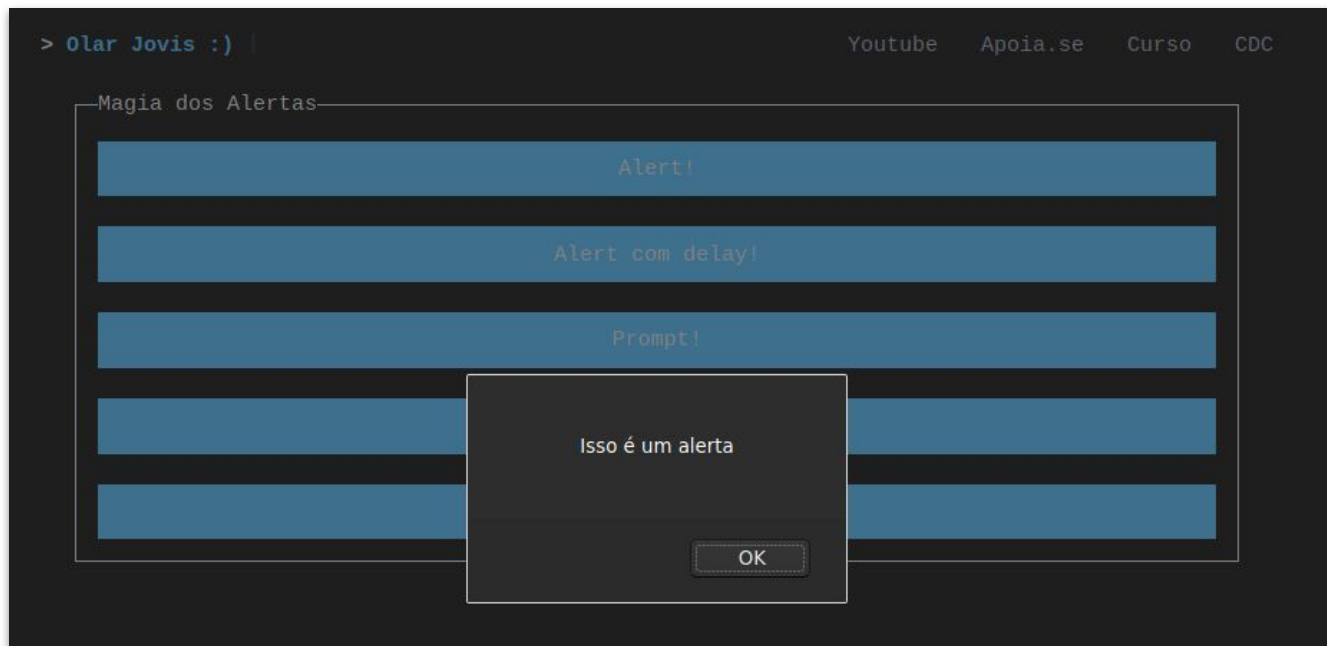 > Olar Jovis :)
Youtube Apoia.se Curso CDC
Magia dos Alertas
Alert!
Alert com delay!
Prompt!
Isso é um alerta
OK